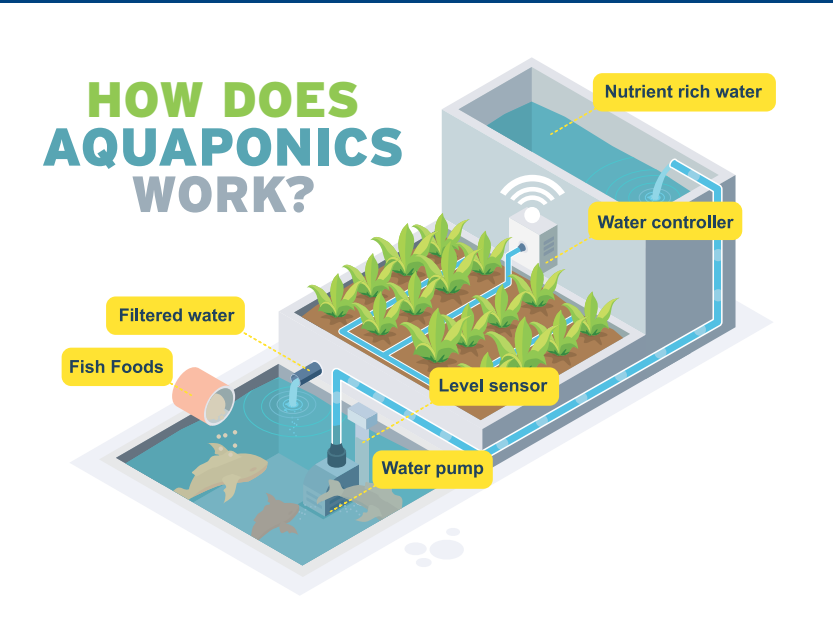 HOW DOES
AQUAPONICS
WORK?
Nutrient rich water
Water controller
Filtered water
Fish Foods
Level sensor
Water pump